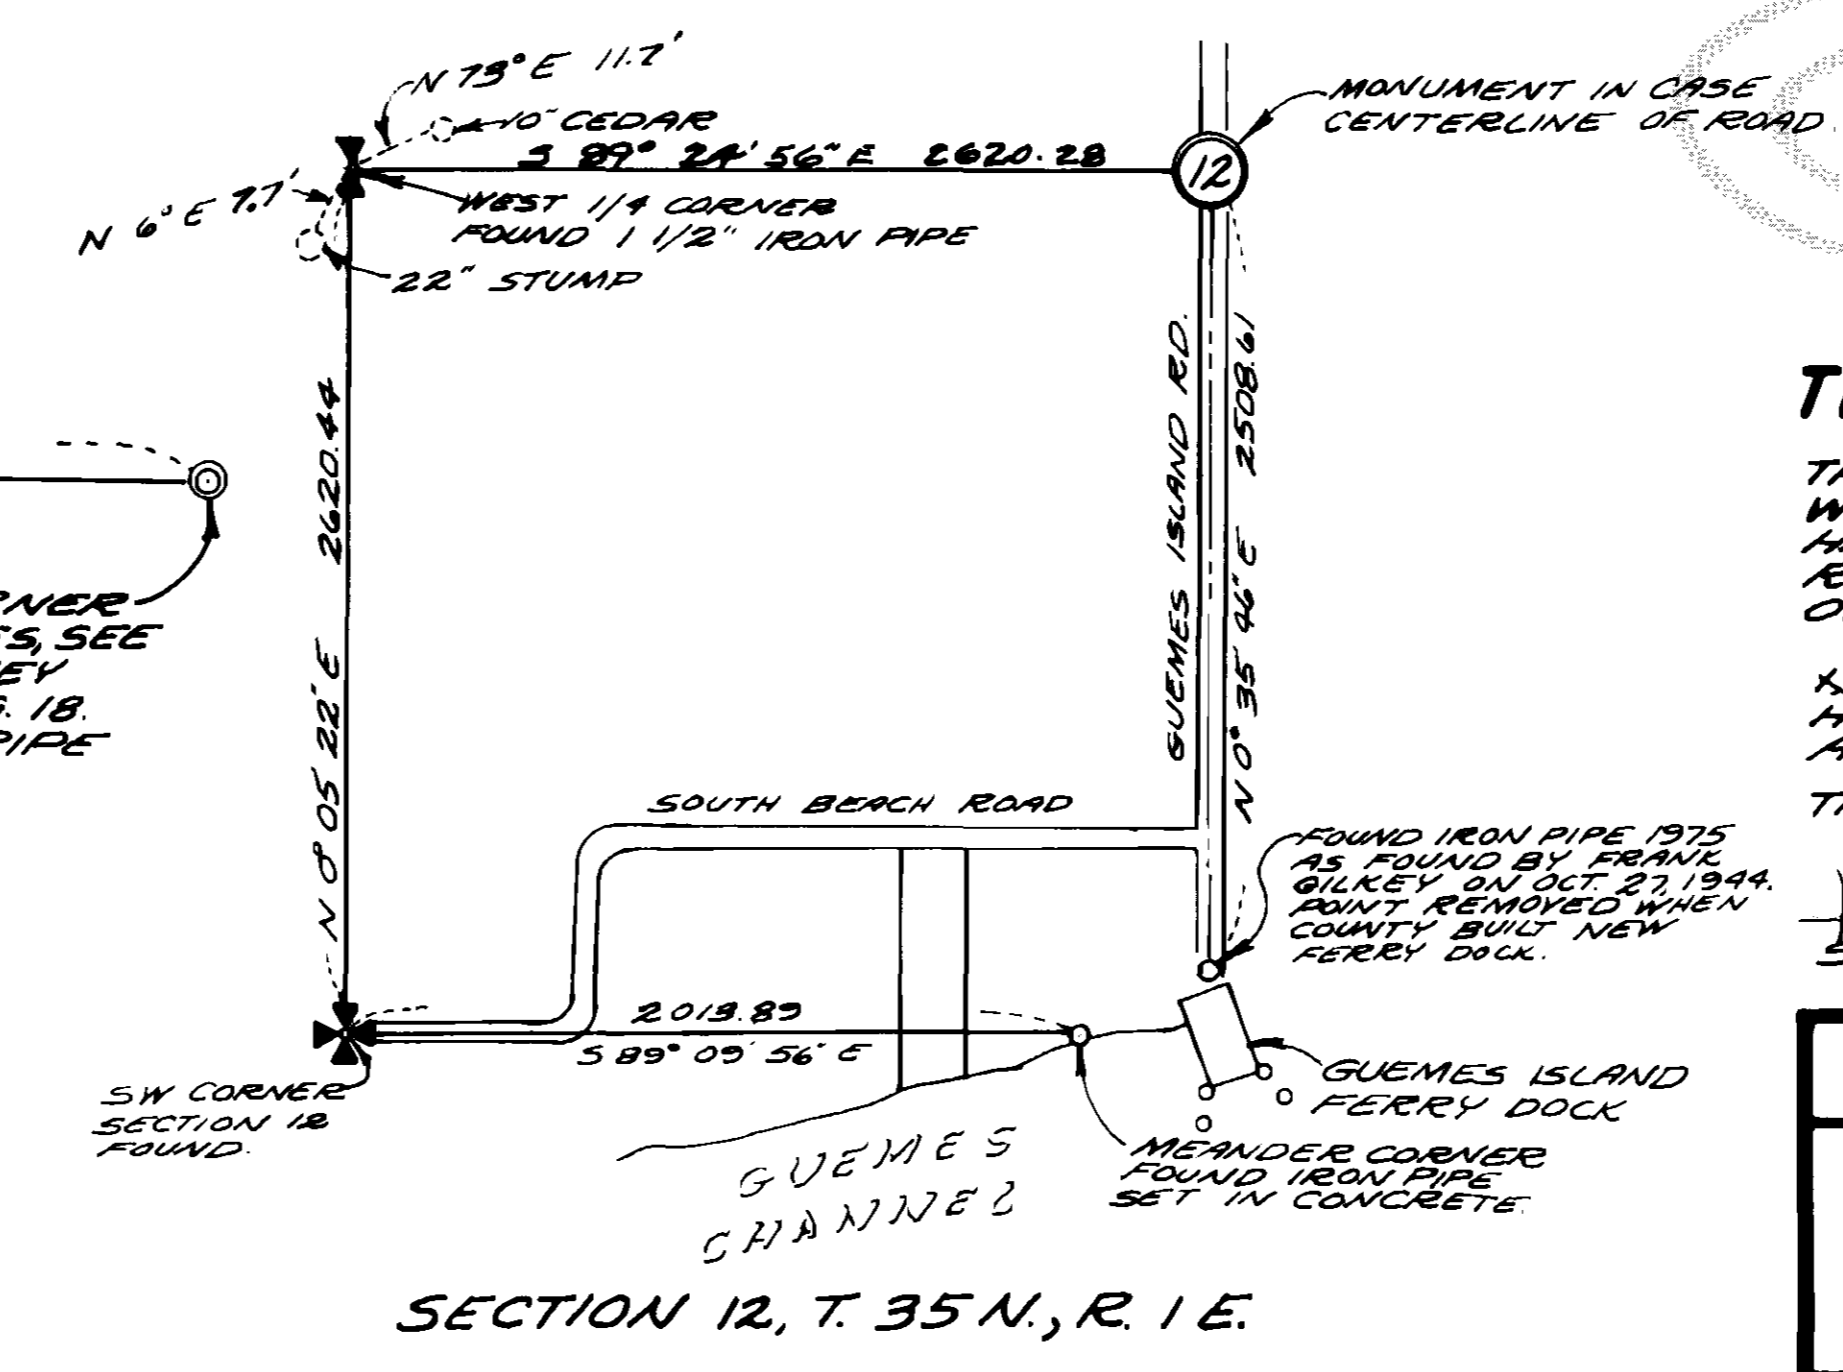 N 73° E 11.7'
10" CEDAR
S 89° 24' 56" E 2620.28
12
MONUMENT IN CASE
CENTERLINE OF ROAD
N 6° E 7.7'
WEST 1/4 CORNER
FOUND 1 1/2" IRON PIPE
22" STUMP
N 0° 05' 22" E 2620.44
GUEMES ISLAND RD.
N 0° 35' 46" E 2508.61
RNER
ES, SEE
EY
G. 18.
PIPE
SOUTH BEACH ROAD
FOUND IRON PIPE 1975
AS FOUND BY FRANK
GILKEY ON OCT. 27, 1944.
POINT REMOVED WHEN
COUNTY BUILT NEW
FERRY DOCK.
2013.89
S 89° 09' 56" E
SW CORNER
SECTION 12
FOUND.
GUEMES ISLAND
FERRY DOCK
MEANDER CORNER
FOUND IRON PIPE
SET IN CONCRETE.
GUEMES
CHANNEL
SECTION 12, T. 35 N., R. 1 E.